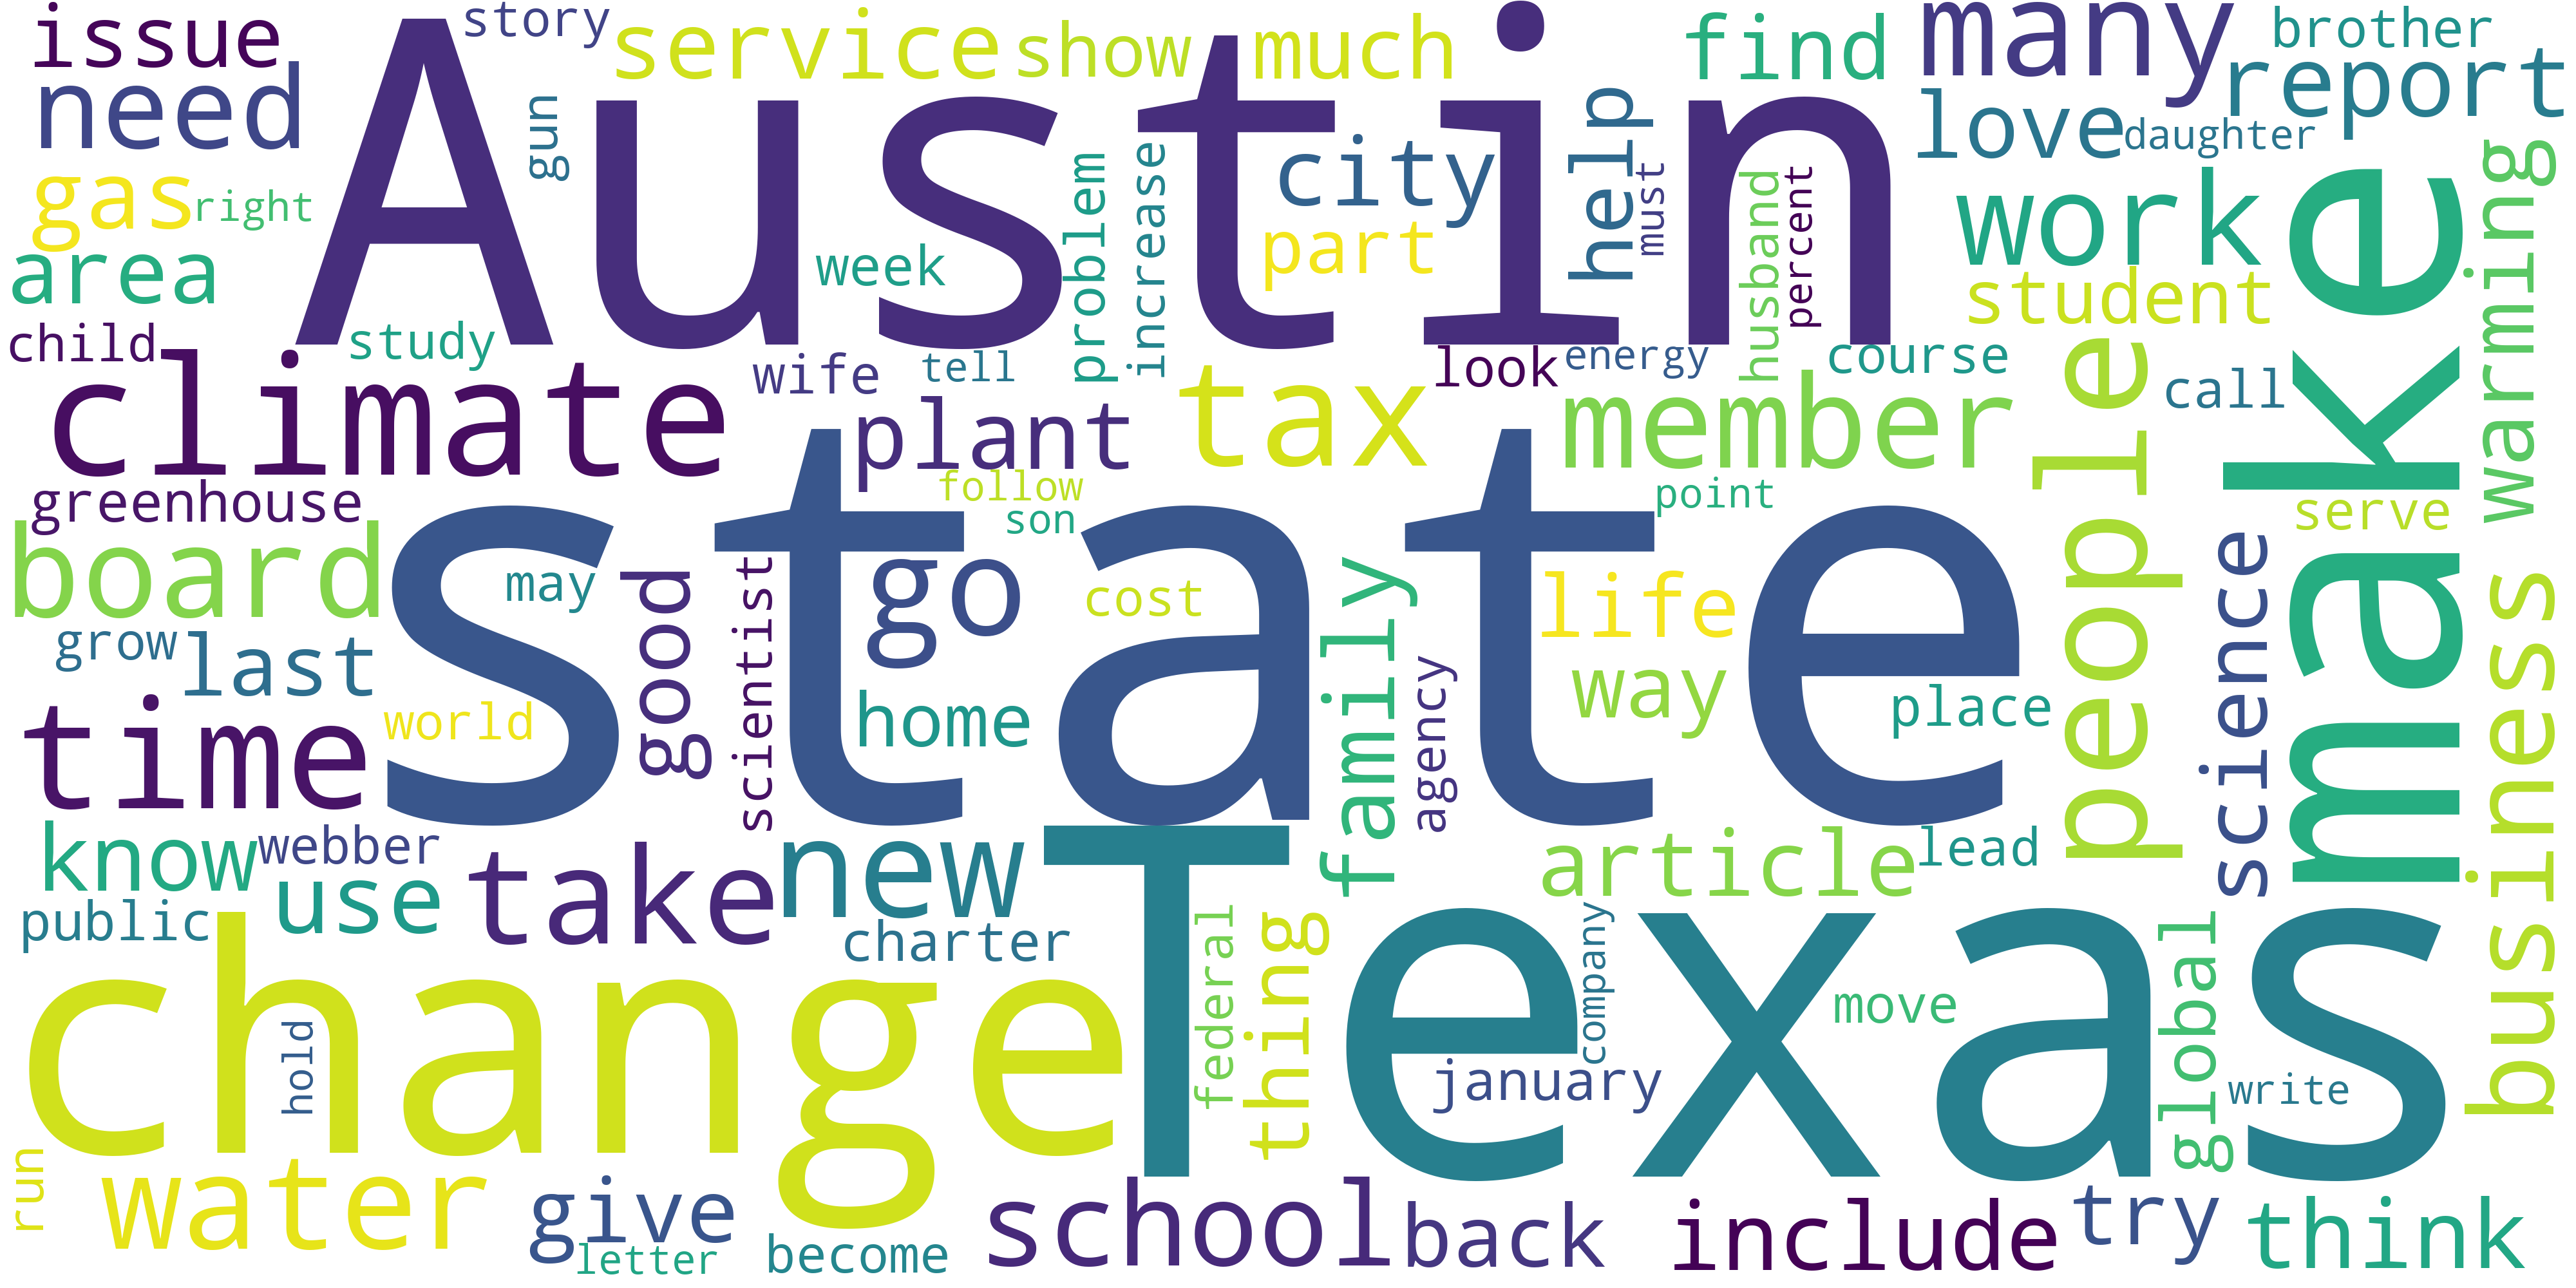 issue
story
service
show
much
find
many
brother
need
Austin
report
gun
help
love
daughter
gas
right
problem
increase
city
must
husband
percent
work
warming
area
week
part
student
make
child
study
climate
wife
tell
tax
look
energy
course
people
call
plant
member
greenhouse
follow
son
point
serve
board
state
may
good
scientist
go
cost
family
life
science
business
grow
last
world
home
agency
way
place
time
know
webber
use
take
new
Texas
article
lead
public
charter
federal
thing
company
global
change
hold
january
move
write
run
water
give
letter
become
school
back
include
try
think